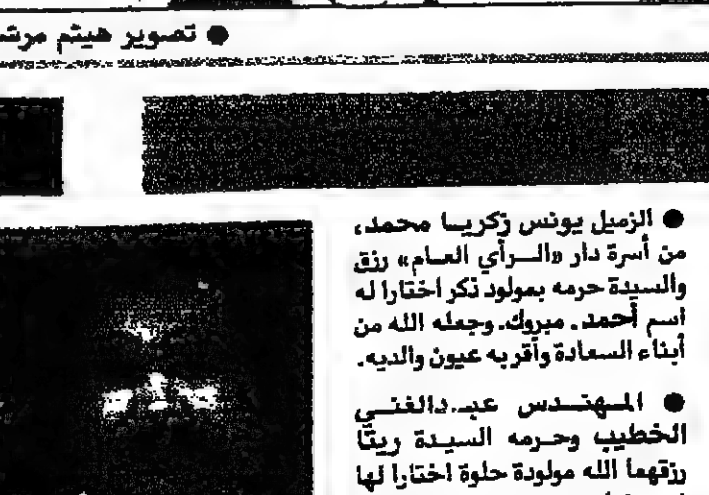 ● تصوير هيثم
● الزميل يونس زكريا محمد،
من أسرة دار «الرأي العام» رزق
والسيدة حرمه بمولود ذكر اختارا له
اسم أحمد. مبروك. وجعله الله من
أبناء السعادة وأقر به عيون والديه.
● المهندس عبدالغني
الخطيب وحرمه السيدة ريتا
رزقهما الله مولودة حلوة اختارا لها